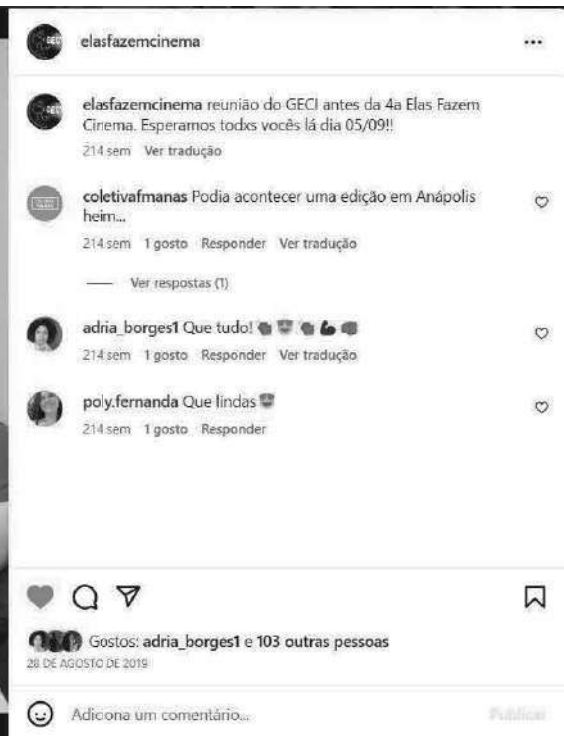 elasfazemcinema
elasfazemcinema reunião do GECI antes da 4a Elas Fazem
Cinema. Esperamos todxs vocês lá dia 05/09!!
214 sem Ver tradução
coletivafmanas Podia acontecer uma edição em Anápolis
heim...
214 sem 1 gosto Responder Ver tradução
Ver respostas (1)
adria_borges1 Que tudo!
214 sem 1 gosto Responder Ver tradução
poly.fernanda Que lindas
214 sem 1 gosto Responder
Gostos: adria_borges1 e 103 outras pessoas
28 DE AGOSTO DE 2019
Adiciona um comentário...
Publicar